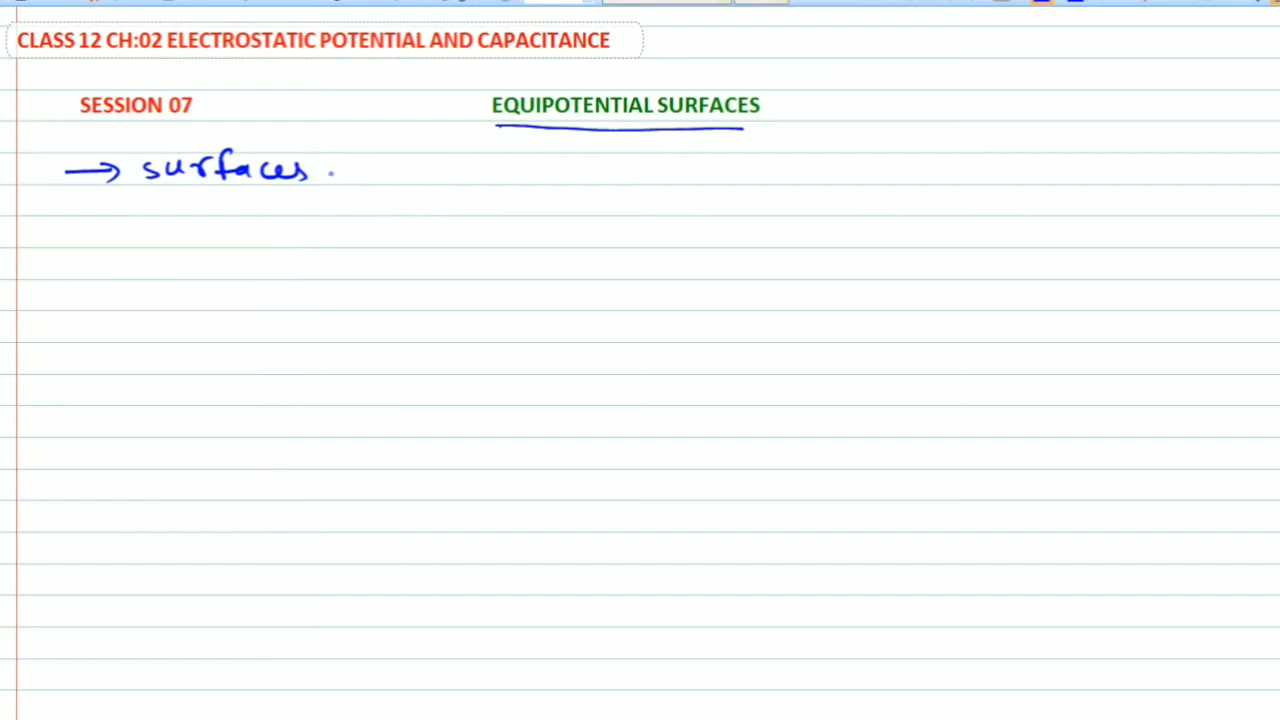 CLASS 12 CH:02 ELECTROSTATIC POTENTIAL AND CAPACITANCE
SESSION 07 EQUIPOTENTIAL SURFACES
→ surfaces